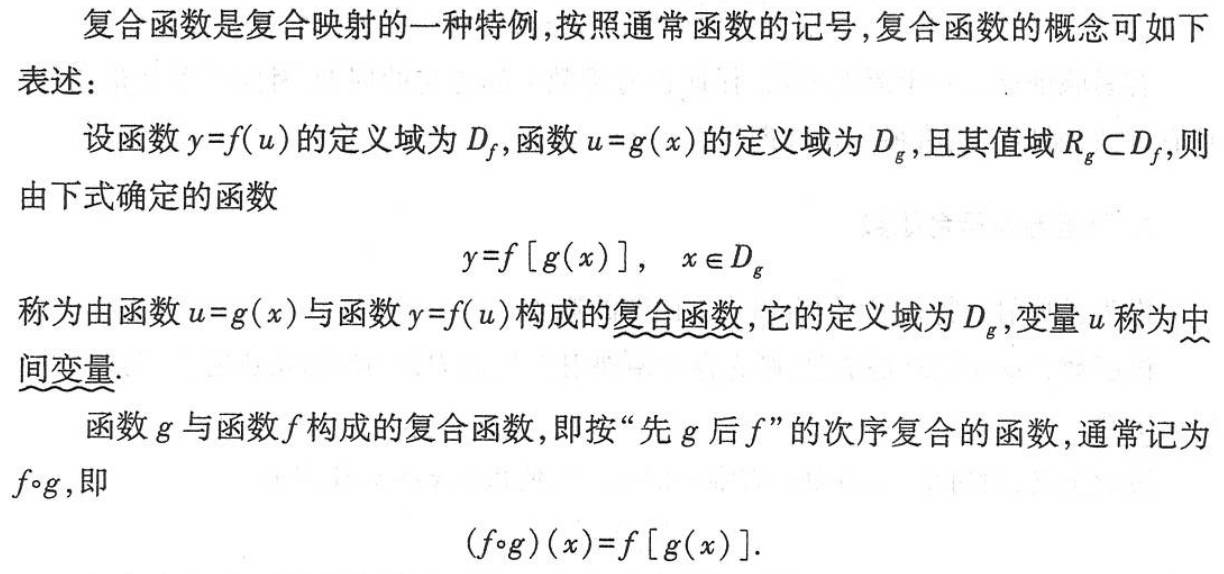 复合函数是复合映射的一种特例,按照通常函数的记号,复合函数的概念可如下
表述:
设函数 y=f(u)的定义域为 D_f,函数 u=g(x)的定义域为 D_g,且其值域 R_g⊂D_f,则
由下式确定的函数
y=f[g(x)], x∈D_g
称为由函数 u=g(x)与函数 y=f(u)构成的复合函数,它的定义域为 D_g,变量 u 称为中
间变量.
函数 g 与函数 f 构成的复合函数,即按“先 g 后 f”的次序复合的函数,通常记为
f∘g,即
(f∘g)(x)=f[g(x)].